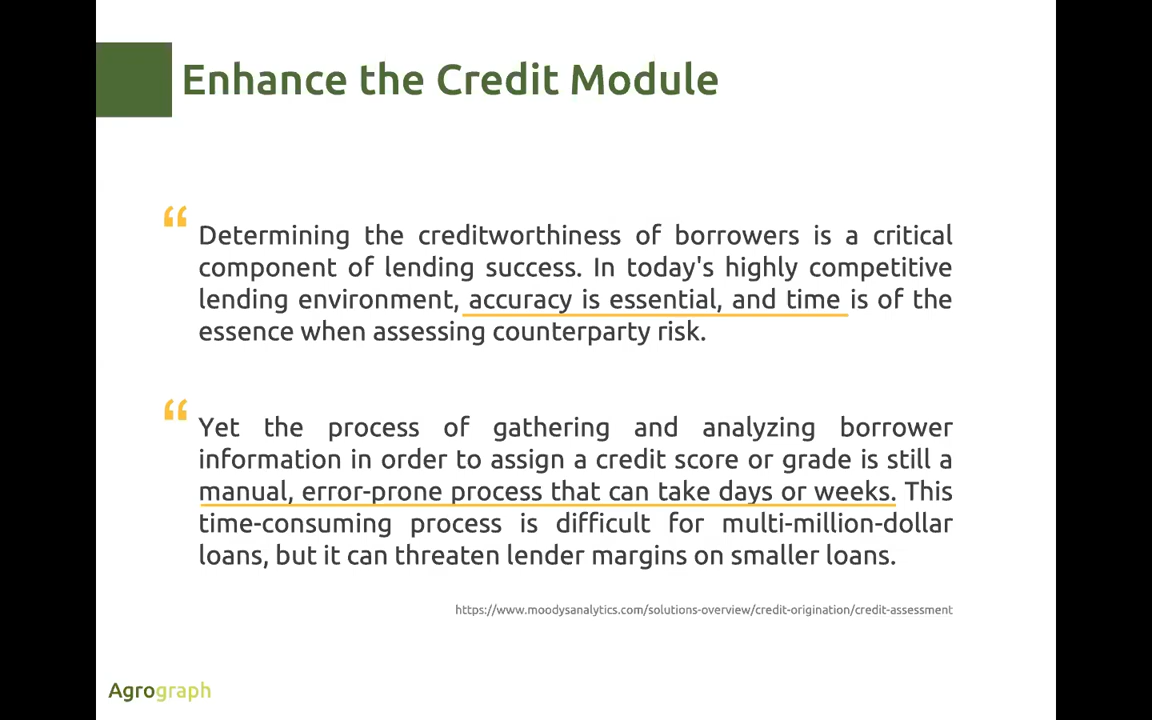 Enhance the Credit Module
“
Determining the creditworthiness of borrowers is a critical
component of lending success. In today's highly competitive
lending environment, accuracy is essential, and time is of the
essence when assessing counterparty risk.
“
Yet the process of gathering and analyzing borrower
information in order to assign a credit score or grade is still a
manual, error-prone process that can take days or weeks. This
time-consuming process is difficult for multi-million-dollar
loans, but it can threaten lender margins on smaller loans.
https://www.moodysanalytics.com/solutions-overview/credit-origination/credit-assessment
Agrograph